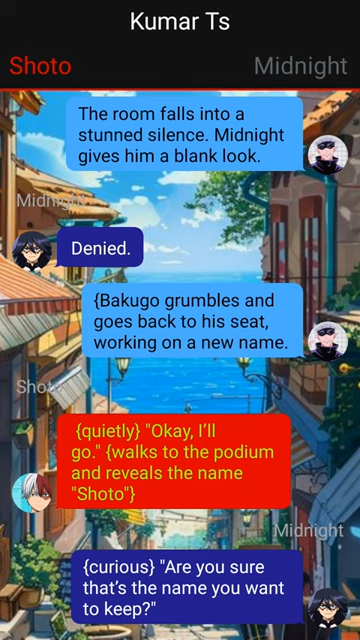 Kumar Ts
Shoto Midnight
The room falls into a
stunned silence. Midnight
gives him a blank look.
Midnight
Denied.
{Bakugo grumbles and
goes back to his seat,
working on a new name.
Shoto
{quietly} "Okay, I’ll
go." {walks to the podium
and reveals the name
"Shoto"}
Midnight
{curious} "Are you sure
that’s the name you want
to keep?"